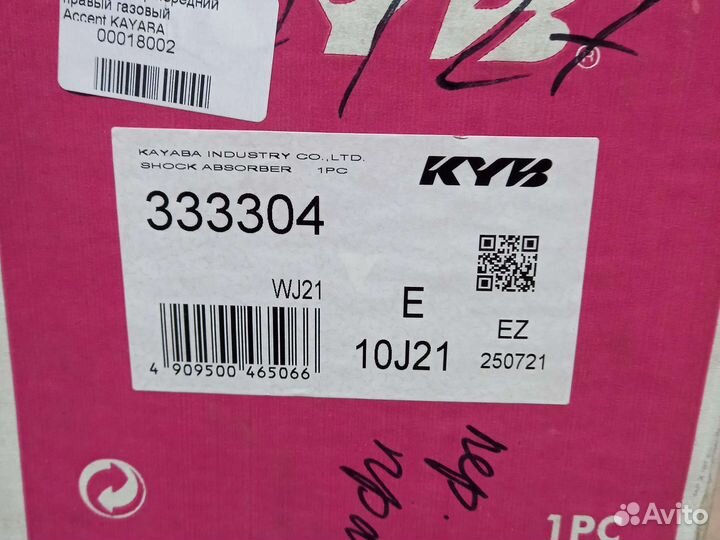 передний
правый газовый
Accent KAYARA
00018002
KYB®
KAYABA INDUSTRY CO.,LTD.
SHOCK ABSORBER 1PC
KYB
333304
WJ21
E
EZ
10J21
250721
4 909500 465066
пер.
1PC
Avito